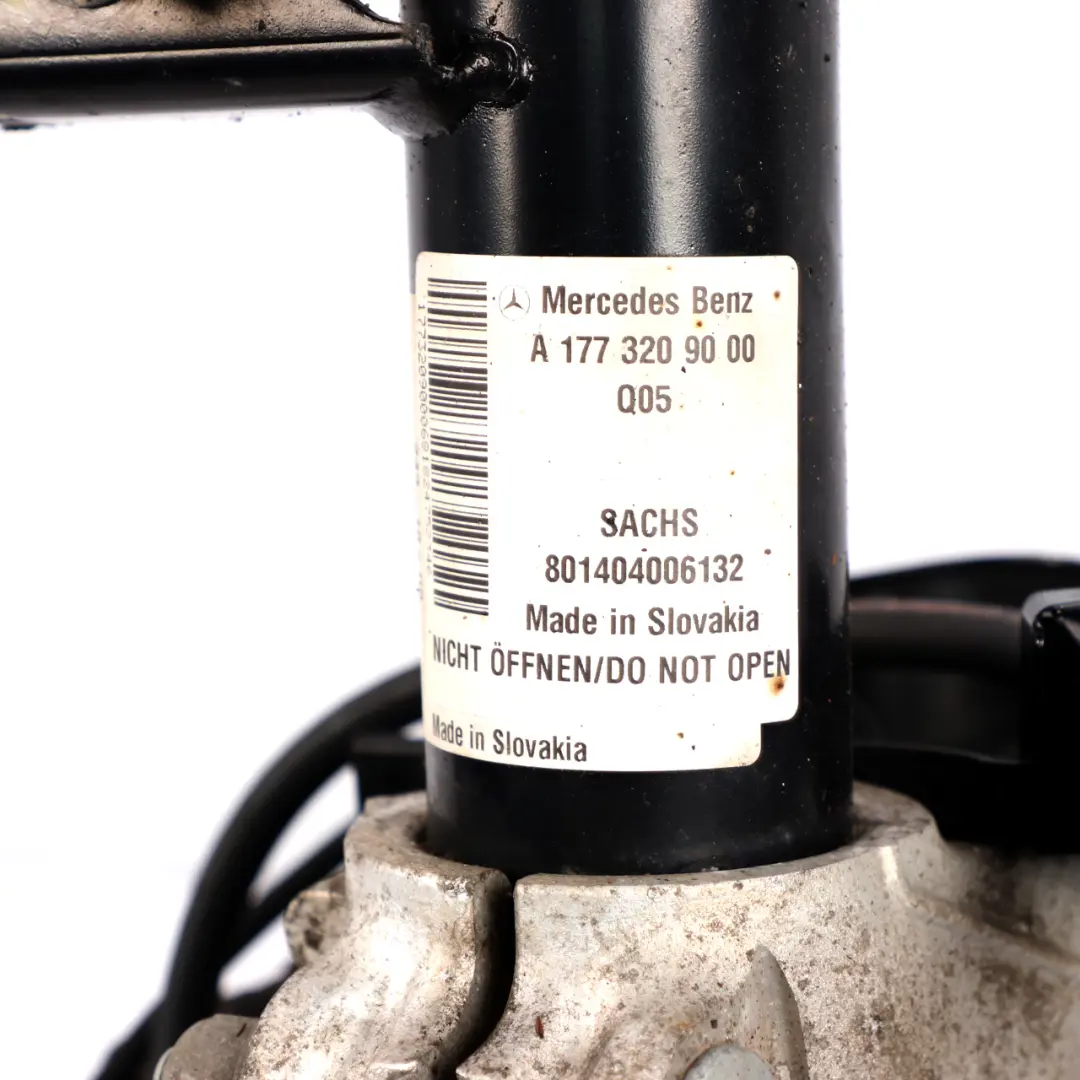 Mercedes Benz
A 177 320 90 00
Q05
SACHS
801404006132
Made in Slovakia
NICHT ÖFFNEN/DO NOT OPEN
Made in Slovakia